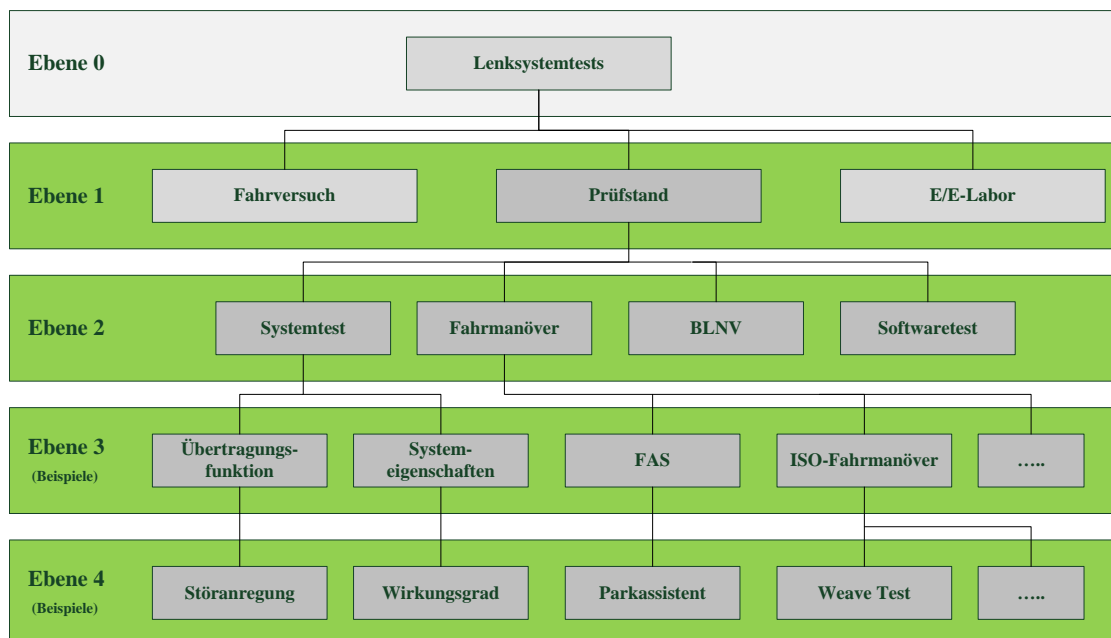 Ebene 0
Lenksystemtests
Ebene 1
Fahrversuch
Prüfstand
E/E-Labor
Ebene 2
Systemtest
Fahrmanöver
BLNV
Softwaretest
Ebene 3
(Beispiele)
Übertragungs-
funktion
System-
eigenschaften
FAS
ISO-Fahrmanöver
…..
Ebene 4
(Beispiele)
Störanregung
Wirkungsgrad
Parkassistent
Weave Test
…..